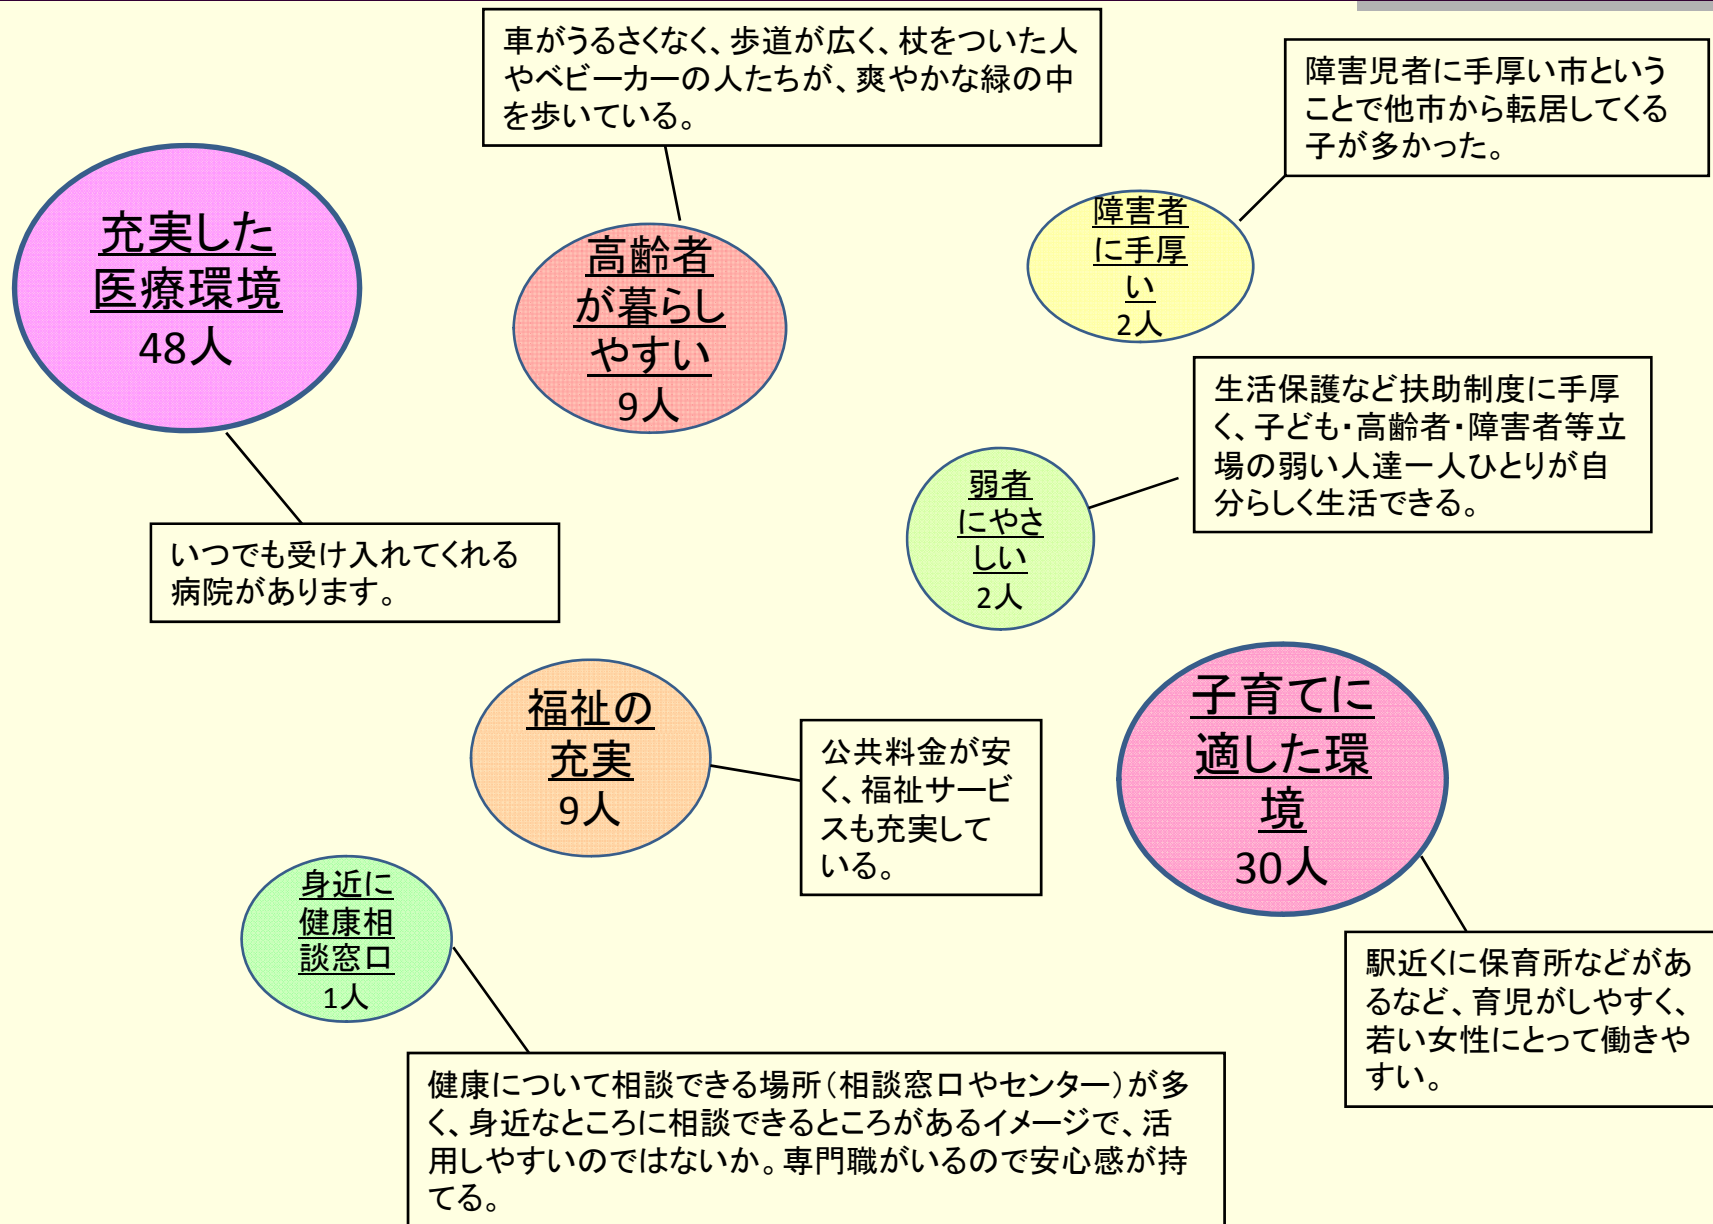 車がうるさくなく、歩道が広く、杖をついた人
やベビーカーの人たちが、爽やかな緑の中
を歩いている。
障害児者に手厚い市という
ことで他市から転居してくる
子が多かった。
充実した
医療環境
48人
高齢者
が暮らし
やすい
9人
障害者
に手厚
い
2人
生活保護など扶助制度に手厚
く、子ども・高齢者・障害者等立
場の弱い人達一人ひとりが自
分らしく生活できる。
弱者
にやさ
しい
2人
いつでも受け入れてくれる
病院があります。
福祉の
充実
9人
公共料金が安
く、福祉サービ
スも充実して
いる。
子育てに
適した環
境
30人
身近に
健康相
談窓口
1人
駅近くに保育所などがあ
るなど、育児がしやすく、
若い女性にとって働きや
すい。
健康について相談できる場所（相談窓口やセンター）が多
く、身近なところに相談できるところがあるイメージで、活
用しやすいのではないか。専門職がいるので安心感が持
てる。